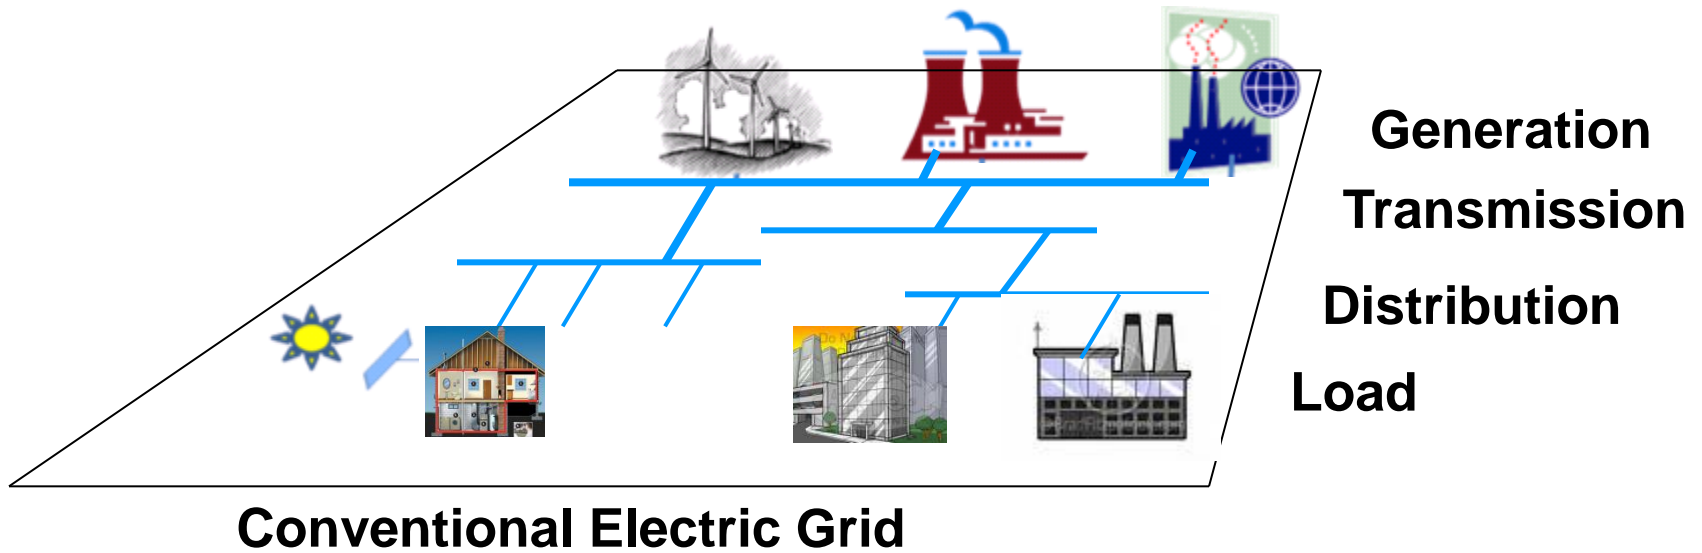 Generation
Transmission
Distribution
Load
Conventional Electric Grid